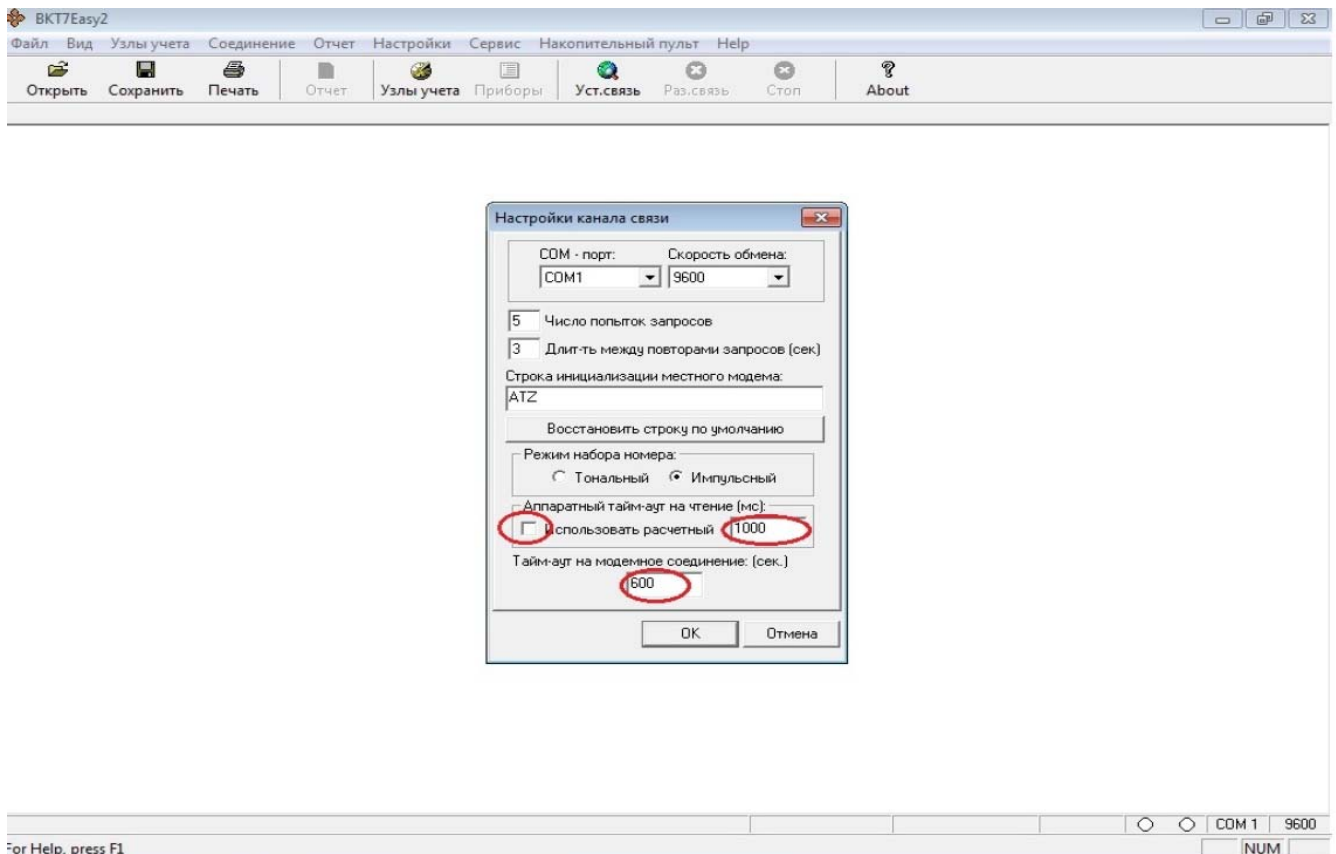 BKT7Easy2
Файл Вид Узлы учета Соединение Отчет Настройки Сервис Накопительный пульт Help
Открыть Сохранить Печать Отчет Узлы учета Приборы Уст.связь Раз.связь Стоп About
Настройки канала связи
COM - порт: Скорость обмена:
COM1 9600
5 Число попыток запросов
3 Длит-ть между повторами запросов (сек)
Строка инициализации местного модема:
ATZ
Восстановить строку по умолчанию
Режим набора номера:
Тональный Импульсный
Аппаратный тайм-аут на чтение (мс):
Использовать расчетный 1000
Тайм-аут на модемное соединение: (сек.)
600
OK Отмена
COM 1 9600
For Help, press F1 NUM